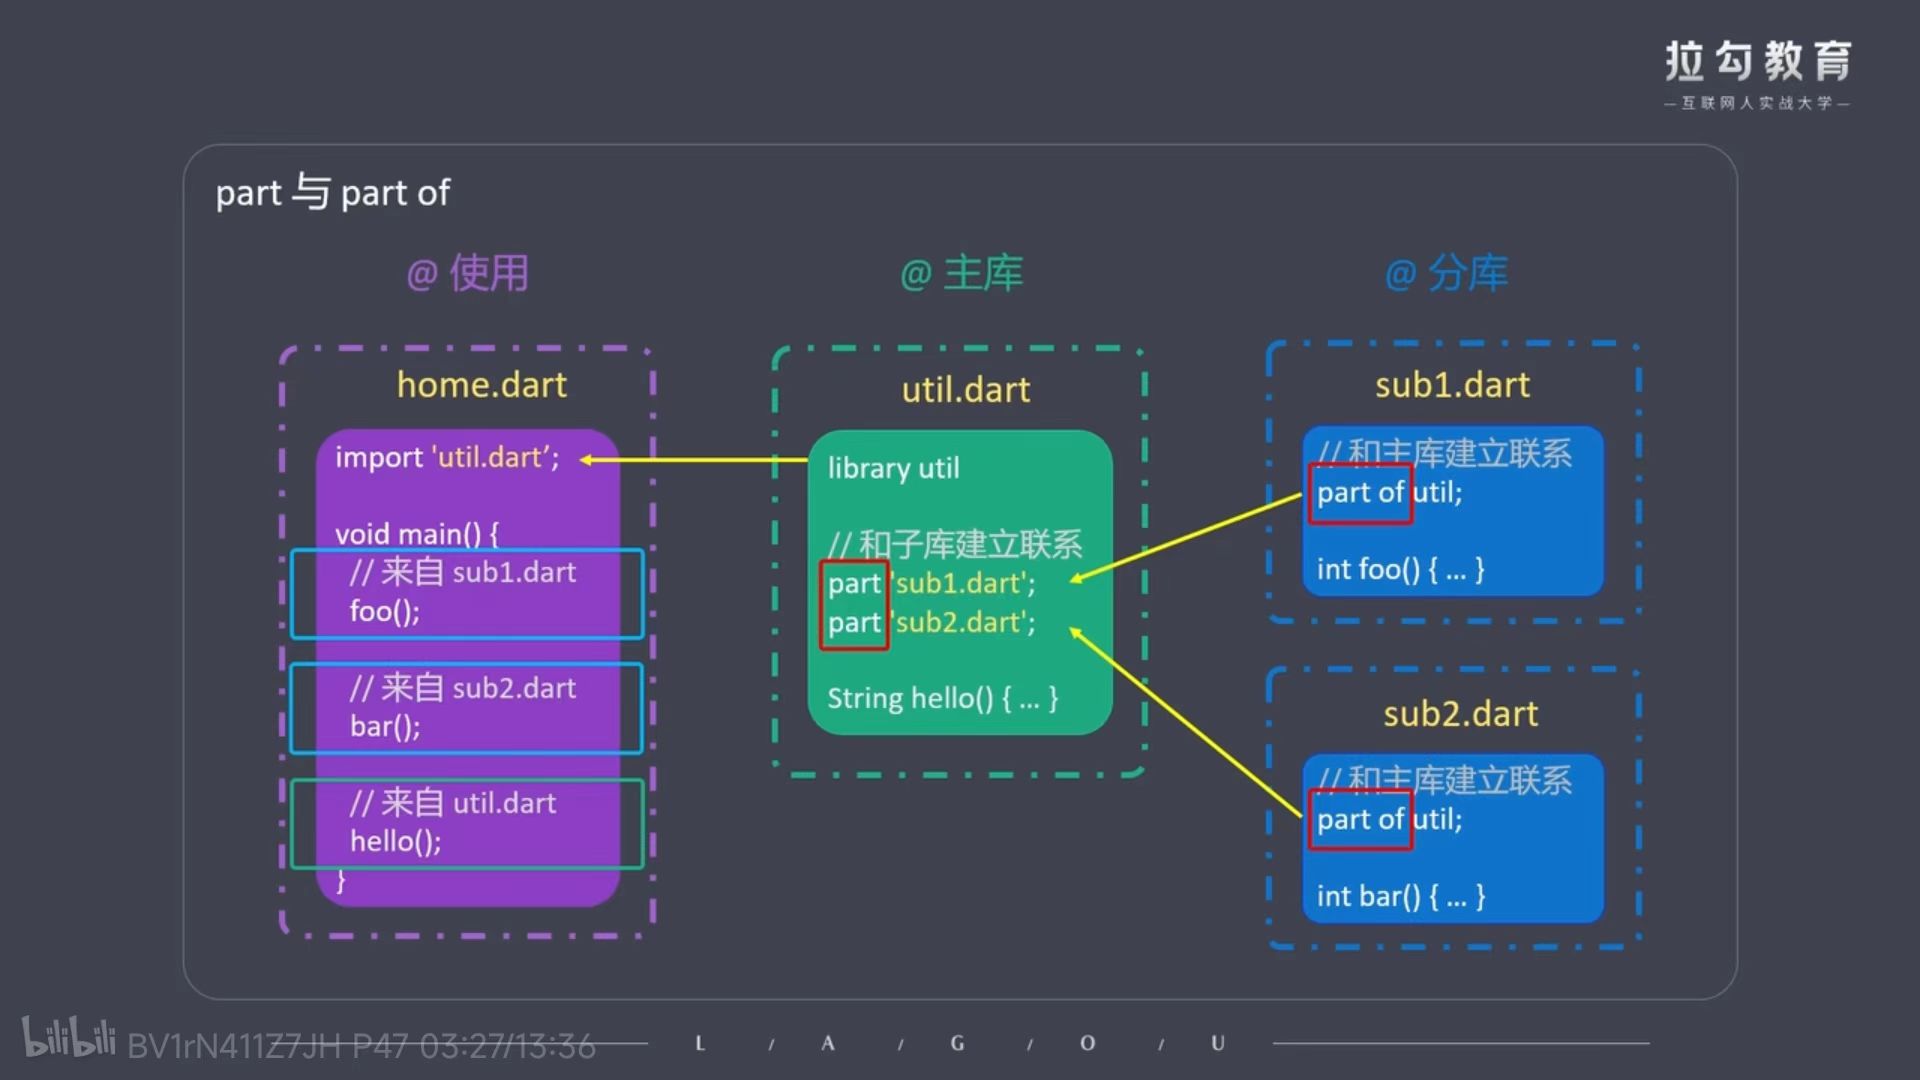 拉勾教育
—互联网人实战大学—
part 与 part of
@ 使用
home.dart
import 'util.dart’;
void main() {
// 来自 sub1.dart
foo();
// 来自 sub2.dart
bar();
// 来自 util.dart
hello();
}
@ 主库
util.dart
library util
// 和子库建立联系
part 'sub1.dart';
part 'sub2.dart';
String hello() { ... }
@ 分库
sub1.dart
// 和主库建立联系
part of util;
int foo() { ... }
sub2.dart
// 和主库建立联系
part of util;
int bar() { ... }
bilibili BV1rN411Z7JH P47 03:27/13:36
L / A / G / O / U